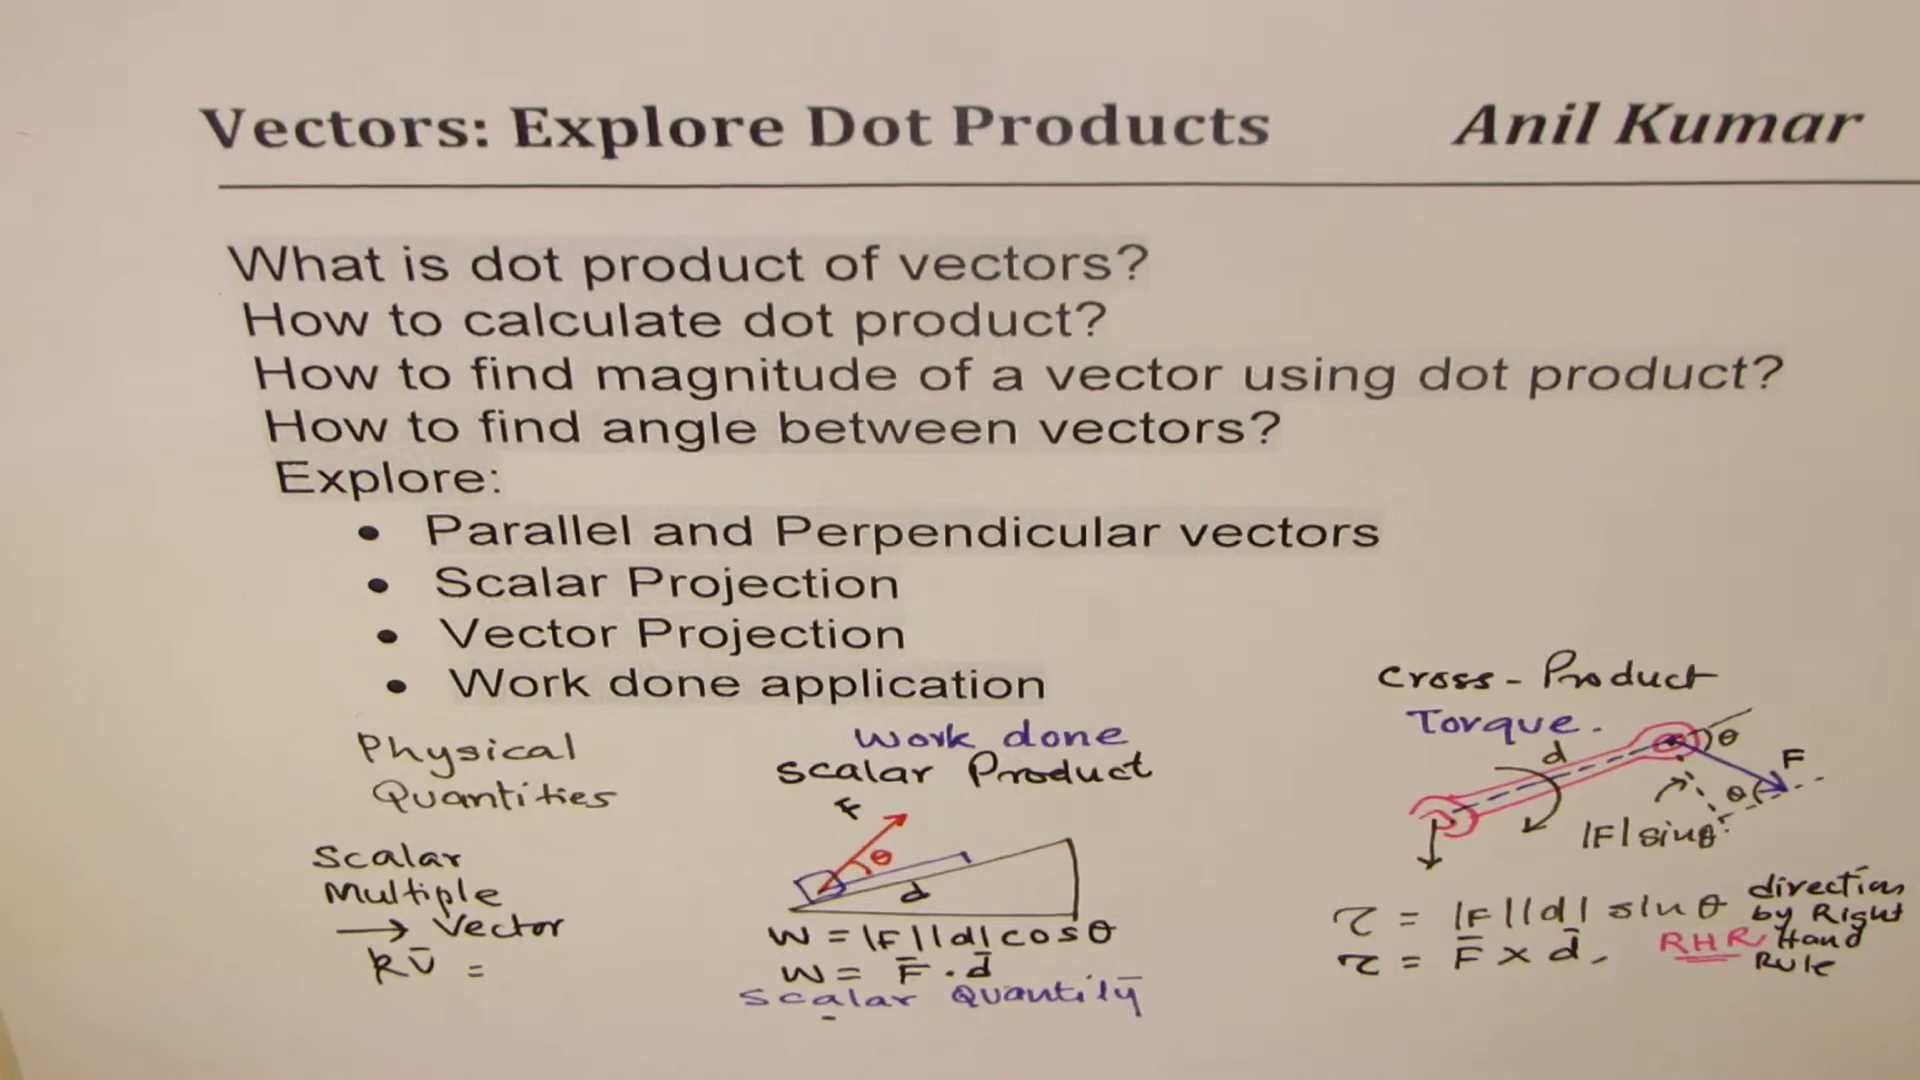 Vectors: Explore Dot Products Anil Kumar
What is dot product of vectors?
How to calculate dot product?
How to find magnitude of a vector using dot product?
How to find angle between vectors?
Explore:
• Parallel and Perpendicular vectors
• Scalar Projection
• Vector Projection
• Work done application
Physical
Quantities
Scalar
Multiple
→ Vector
kv̄ =
Work done
Scalar Product
F
θ
d
W = |F||d|cosθ
W = F̄ · d̄
Scalar Quantity
Cross-Product
Torque.
d
θ
F
θ
|F|sinθ
τ = |F||d| sinθ
τ = F̄ × d̄
direction
by Right
RHR Hand
Rule